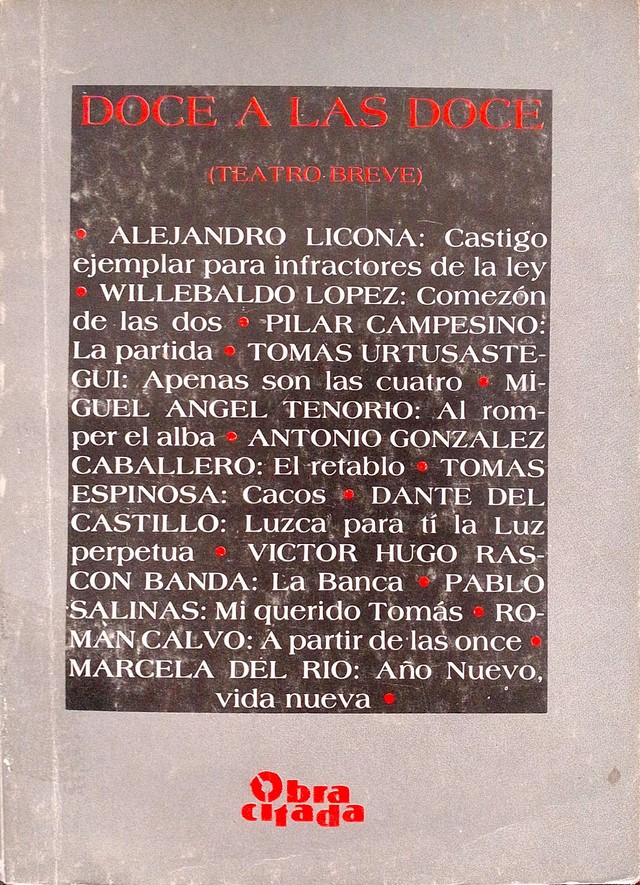 DOCE A LAS DOCE
(TEATRO BREVE)
• ALEJANDRO LICONA: Castigo
ejemplar para infractores de la ley
• WILLEBALDO LOPEZ: Comezón
de las dos • PILAR CAMPESINO:
La partida • TOMAS URTUSASTE-
GUI: Apenas son las cuatro • MI-
GUEL ANGEL TENORIO: Al rom-
per el alba • ANTONIO GONZALEZ
CABALLERO: El retablo • TOMAS
ESPINOSA: Cacos • DANTE DEL
CASTILLO: Luzca para tí la Luz
perpetua • VICTOR HUGO RAS-
CON BANDA: La Banca • PABLO
SALINAS: Mi querido Tomás • RO-
MAN CALVO: A partir de las once •
MARCELA DEL RIO: Año Nuevo,
vida nueva •
Obra
citada